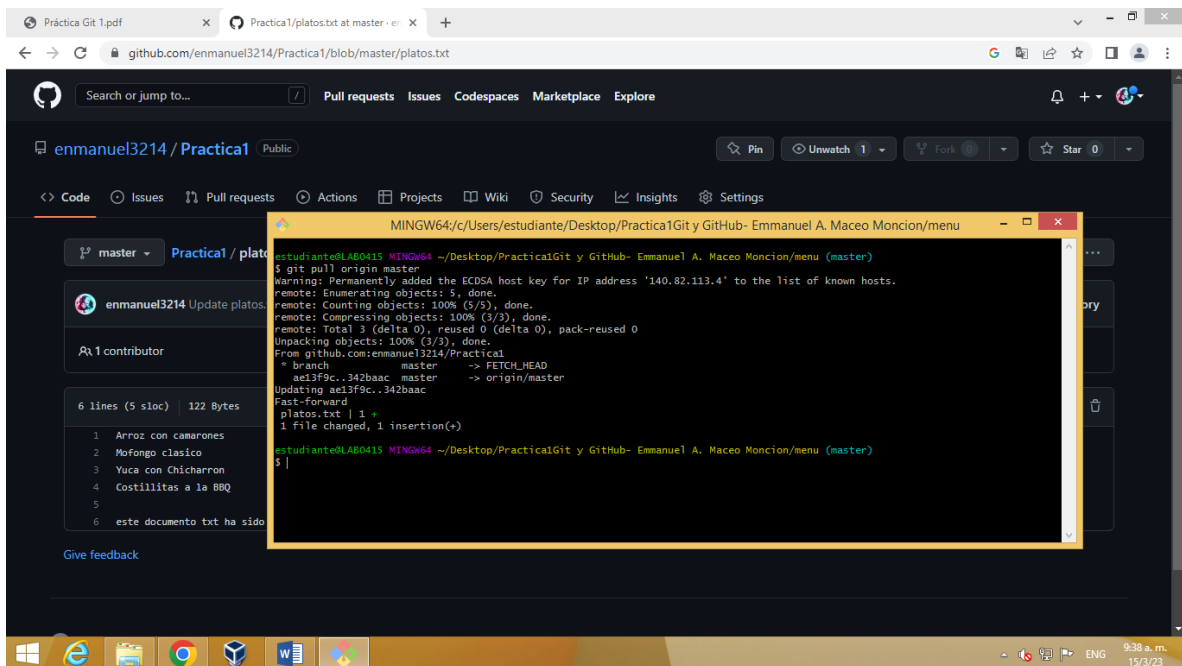 Práctica Git 1.pdf
Practica1/platos.txt at master · en
github.com/enmanuel3214/Practica1/blob/master/platos.txt
Search or jump to...
/
Pull requests Issues Codespaces Marketplace Explore
enmanuel3214 / Practica1 Public
Pin
Unwatch 1
Fork 0
Star 0
Code Issues Pull requests Actions Projects Wiki Security Insights Settings
MINGW64:/c/Users/estudiante/Desktop/Practica1Git y GitHub- Emmanuel A. Maceo Moncion/menu
master
Practica1 / plato
enmanuel3214 Update platos.
ory
1 contributor
6 lines (5 sloc) 122 Bytes
1 Arroz con camarones
2 Mofongo clasico
3 Yuca con Chicharron
4 Costillitas a la BBQ
5
6 este documento txt ha sido
Give feedback
estudiante@LAB0415 MINGW64 ~/Desktop/Practica1Git y GitHub- Emmanuel A. Maceo Moncion/menu (master)
$ git pull origin master
Warning: Permanently added the ECDSA host key for IP address '140.82.113.4' to the list of known hosts.
remote: Enumerating objects: 5, done.
remote: Counting objects: 100% (5/5), done.
remote: Compressing objects: 100% (3/3), done.
remote: Total 3 (delta 0), reused 0 (delta 0), pack-reused 0
Unpacking objects: 100% (3/3), done.
From github.com:enmanuel3214/Practica1
* branch master -> FETCH_HEAD
ae13f9c..342baac master -> origin/master
Updating ae13f9c..342baac
Fast-forward
platos.txt | 1 +
1 file changed, 1 insertion(+)
estudiante@LAB0415 MINGW64 ~/Desktop/Practica1Git y GitHub- Emmanuel A. Maceo Moncion/menu (master)
$
ENG
9:38 a. m.
15/3/23